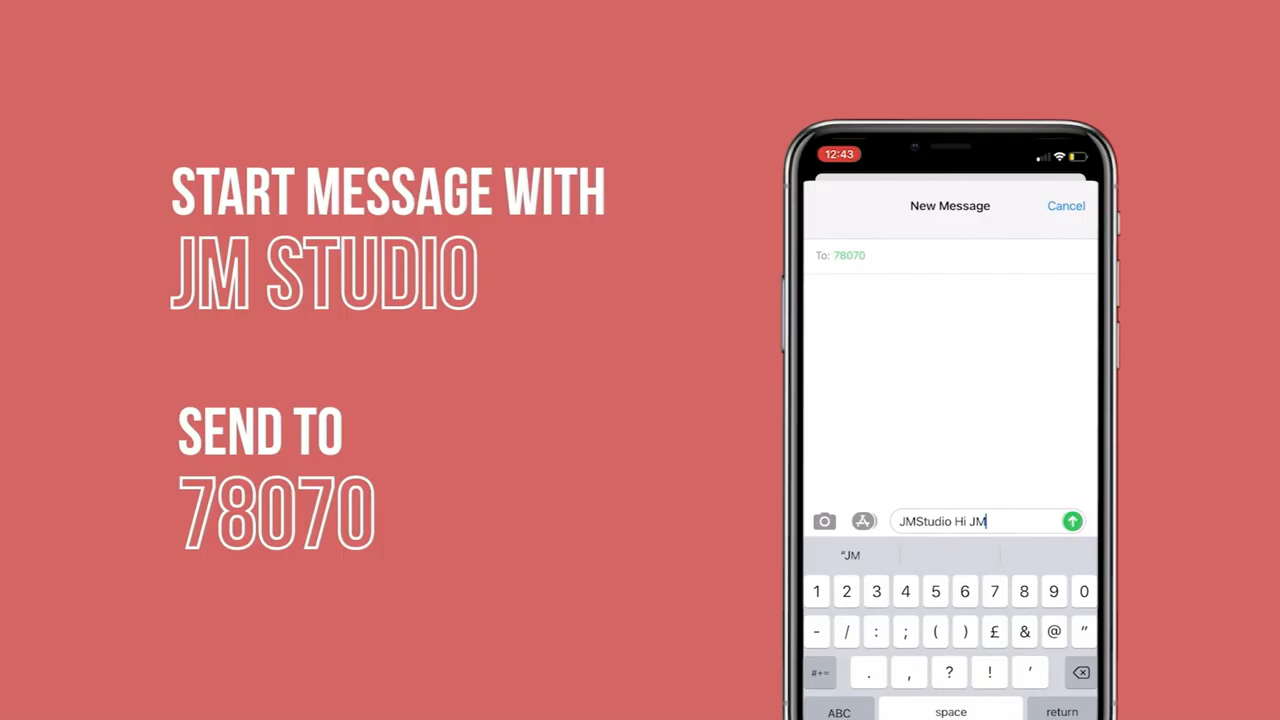 START MESSAGE WITH
JM STUDIO
SEND TO
78070
12:43
New Message
Cancel
To: 78070
JMStudio Hi JM
“JM
1 2 3 4 5 6 7 8 9 0
- / : ; ( ) £ & @ ”
#+= . , ? ! ’
ABC space return